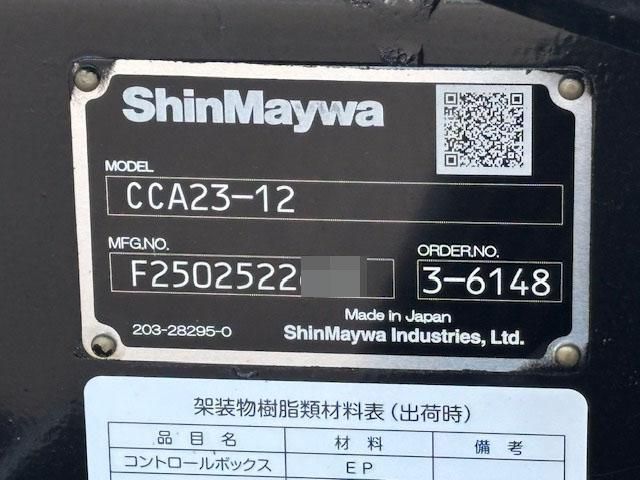 ShinMaywa
MODEL
CCA23-12
MFG.NO. ORDER.NO.
F2502522 3-6148
Made in Japan
203-28295-0 ShinMaywa Industries, Ltd.
架装物樹脂類材料表(出荷時)
品目名 材料 備考
コントロールボックス EP